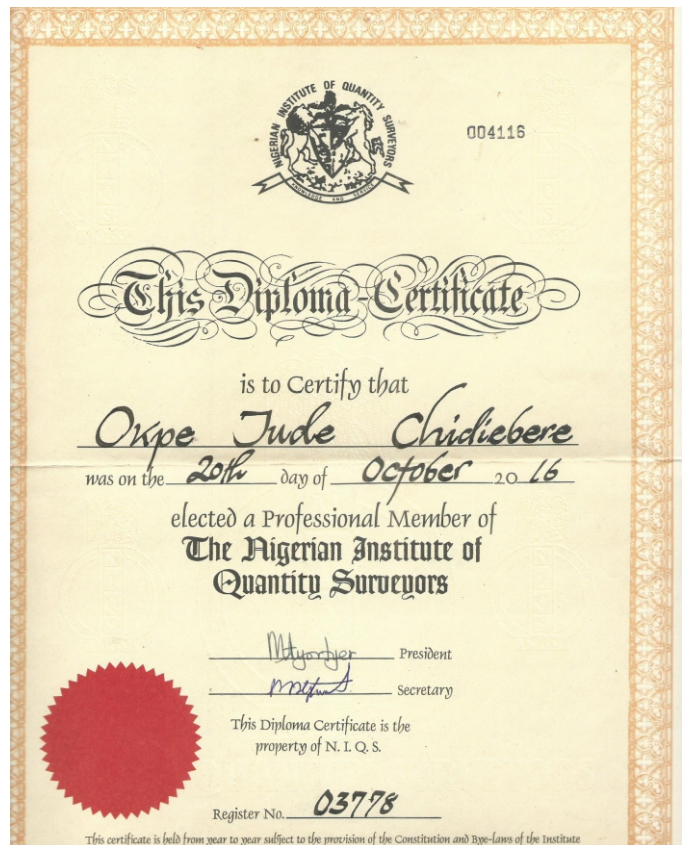 NIGERIAN INSTITUTE OF QUANTITY SURVEYORS
004116
KNOWLEDGE AND SERVICE
This Diploma-Certificate
is to Certify that
Okpe Jude Chidiebere
was on the 20th day of October 2016
elected a Professional Member of
The Nigerian Institute of
Quantity Surveyors
President
Secretary
This Diploma Certificate is the
property of N. I. Q. S.
Register No. 03778
This certificate is held from year to year subject to the provision of the Constitution and Bye-laws of the Institute